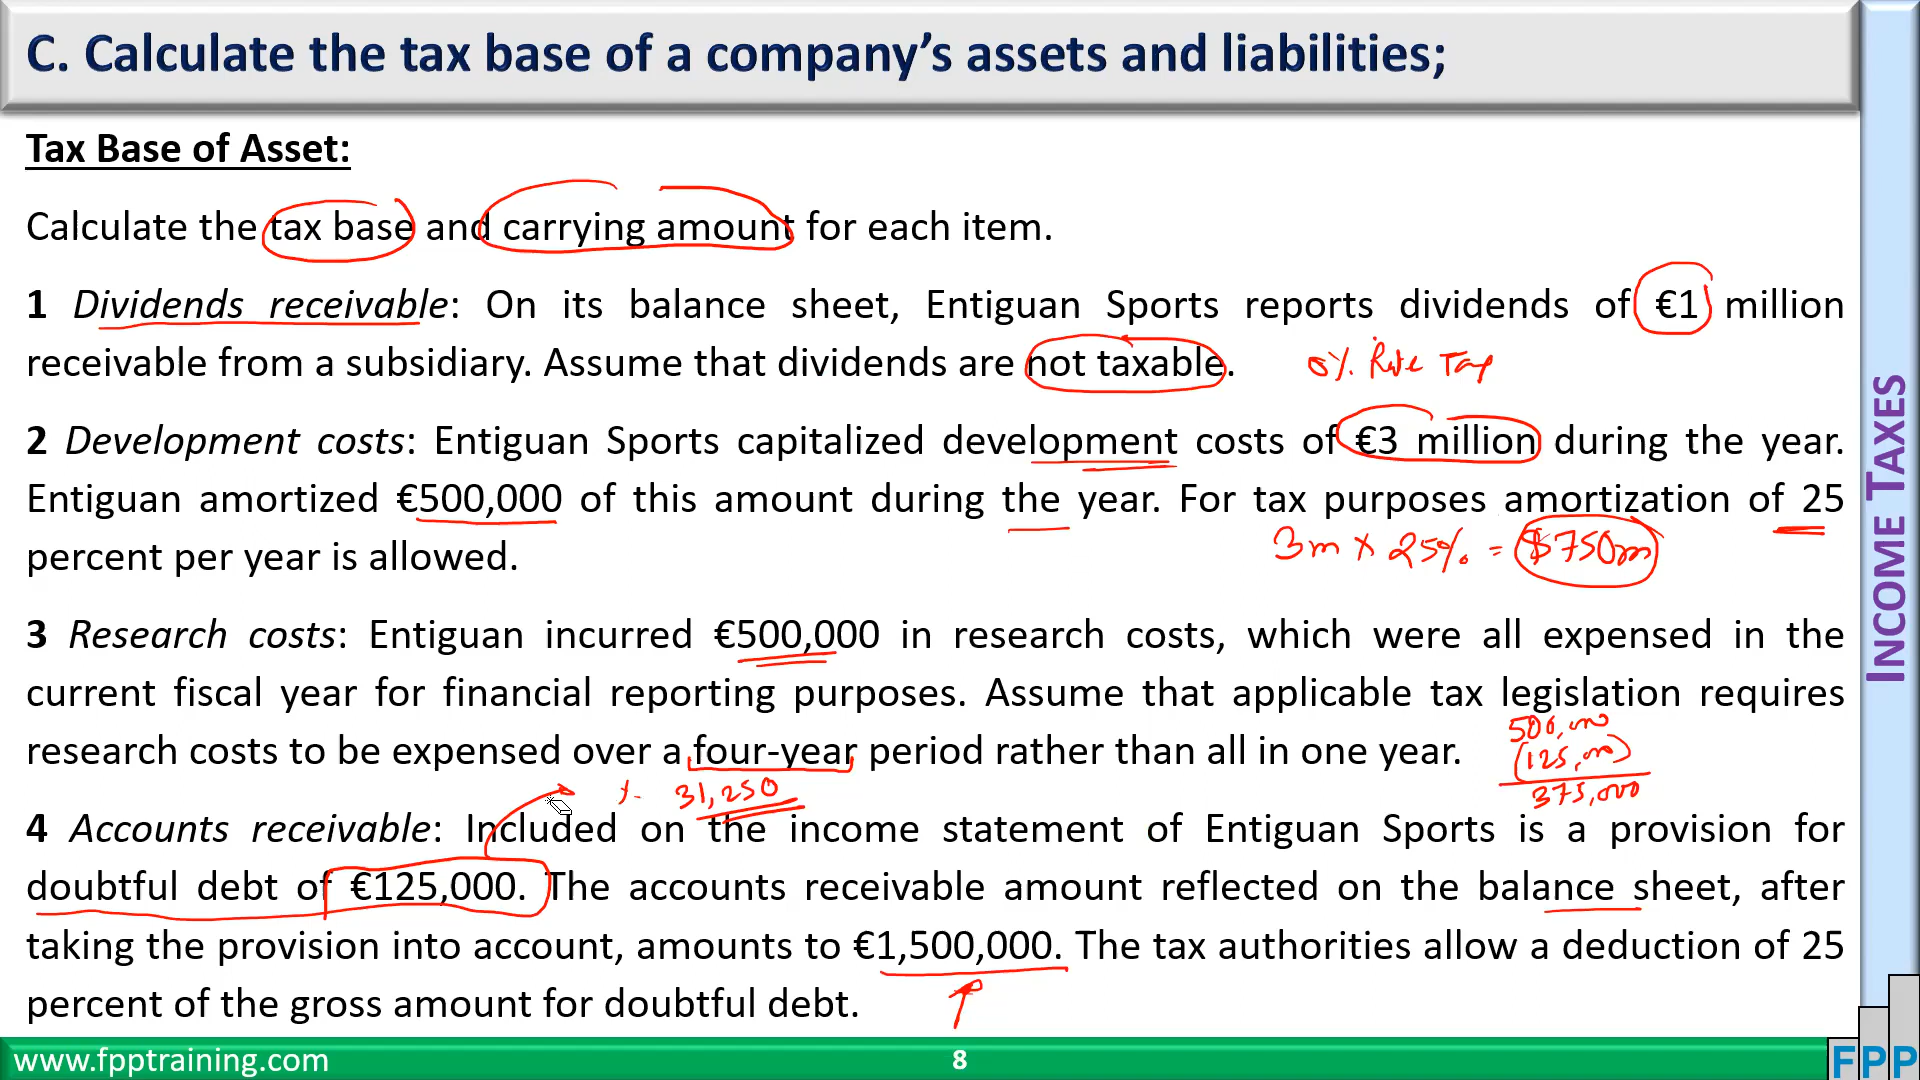 C. Calculate the tax base of a company's assets and liabilities;
Tax Base of Asset:
Calculate the tax base and carrying amount for each item.
1 Dividends receivable: On its balance sheet, Entiguan Sports reports dividends of €1 million
receivable from a subsidiary. Assume that dividends are not taxable.
0% Rate Tax
2 Development costs: Entiguan Sports capitalized development costs of €3 million during the year.
Entiguan amortized €500,000 of this amount during the year. For tax purposes amortization of 25
percent per year is allowed.
3m x 25% = $750m
3 Research costs: Entiguan incurred €500,000 in research costs, which were all expensed in the
current fiscal year for financial reporting purposes. Assume that applicable tax legislation requires
research costs to be expensed over a four-year period rather than all in one year.
500,000
(125,000)
375,000
31,250
4 Accounts receivable: Included on the income statement of Entiguan Sports is a provision for
doubtful debt of €125,000. The accounts receivable amount reflected on the balance sheet, after
taking the provision into account, amounts to €1,500,000. The tax authorities allow a deduction of 25
percent of the gross amount for doubtful debt.
INCOME TAXES
www.fpptraining.com
8
FPP